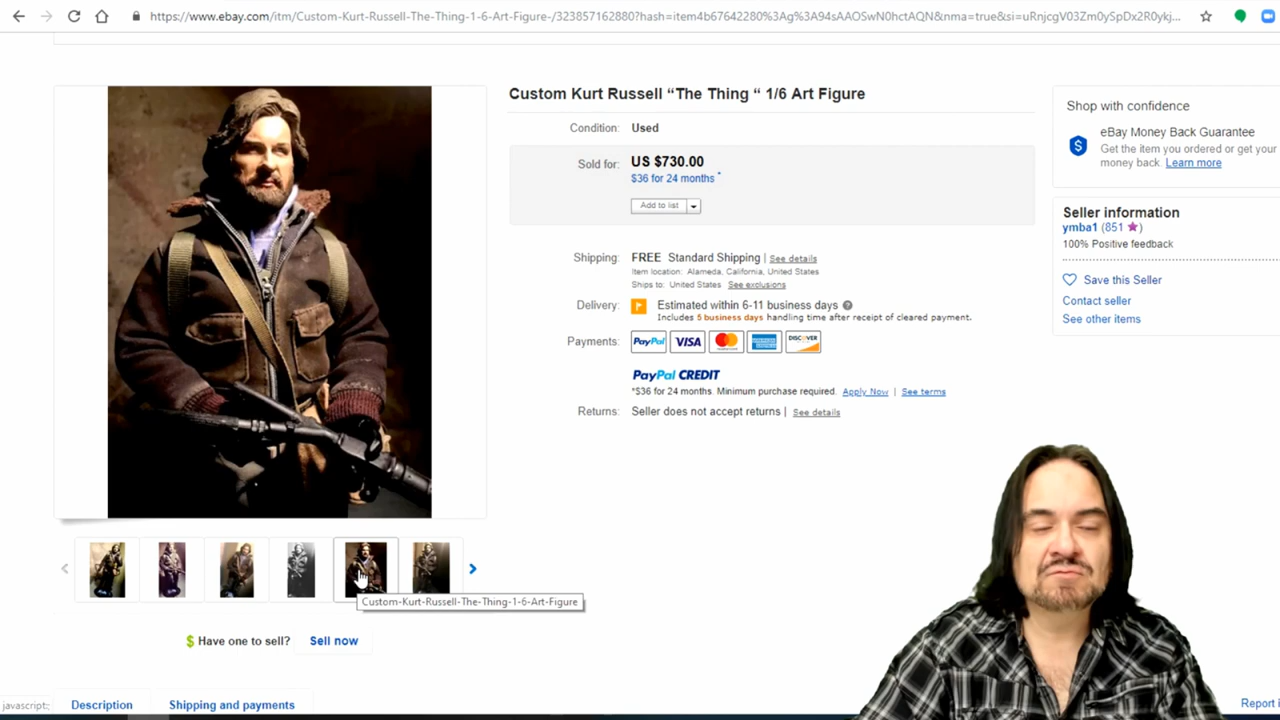 https://www.ebay.com/itm/Custom-Kurt-Russell-The-Thing-1-6-Art-Figure-/323857162880?hash=item4b67642280%3Ag%3A94sAAOSwN0hctAQN&nma=true&si=uRnjcgV03Zm0ySpDx2R0ykj...
Custom Kurt Russell “The Thing “ 1/6 Art Figure
Condition: Used
Sold for: US $730.00
$36 for 24 months *
Add to list
Shipping: FREE Standard Shipping | See details
Item location: Alameda, California, United States
Ships to: United States See exclusions
Delivery: Estimated within 6-11 business days
Includes 5 business days handling time after receipt of cleared payment.
Payments: PayPal VISA MasterCard AMERICAN EXPRESS DISCOVER
PayPal CREDIT
*$36 for 24 months. Minimum purchase required. Apply Now | See terms
Returns: Seller does not accept returns | See details
Shop with confidence
eBay Money Back Guarantee
Get the item you ordered or get your
money back. Learn more
Seller information
ymba1 (851 ★)
100% Positive feedback
Save this Seller
Contact seller
See other items
Custom-Kurt-Russell-The-Thing-1-6-Art-Figure
$ Have one to sell? Sell now
javascript:;
Description
Shipping and payments
Report i